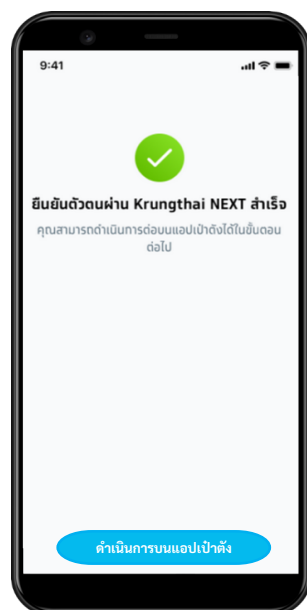 9:41
ยืนยันตัวตนผ่าน Krungthai NEXT สำเร็จ
คุณสามารถดำเนินการต่อบนแอปเป๋าตังได้ในขั้นตอน
ต่อไป
ดำเนินการบนแอปเป๋าตัง